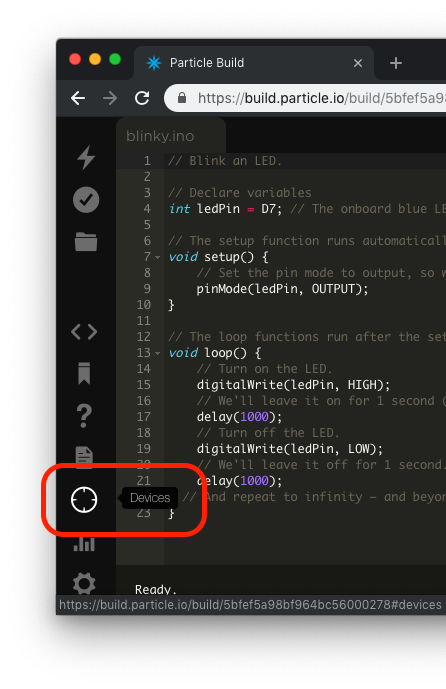 Particle Build
https://build.particle.io/build/5bfef5a9
blinky.ino
1 // Blink an LED.
2
3 // Declare variables
4 int ledPin = D7; // The onboard blue LE
5
6 // The setup function runs automaticall
7 void setup() {
8 // Set the pin mode to output, so w
9 pinMode(ledPin, OUTPUT);
10 }
11
12 // The loop functions run after the set
13 void loop() {
14 // Turn on the LED.
15 digitalWrite(ledPin, HIGH);
16 // We'll leave it on for 1 second (
17 delay(1000);
18 // Turn off the LED.
19 digitalWrite(ledPin, LOW);
20 // We'll leave it off for 1 second.
Devices
21 delay(1000);
// And repeat to infinity – and beyon
23 }
Ready.
https://build.particle.io/build/5bfef5a98bf964bc56000278#devices